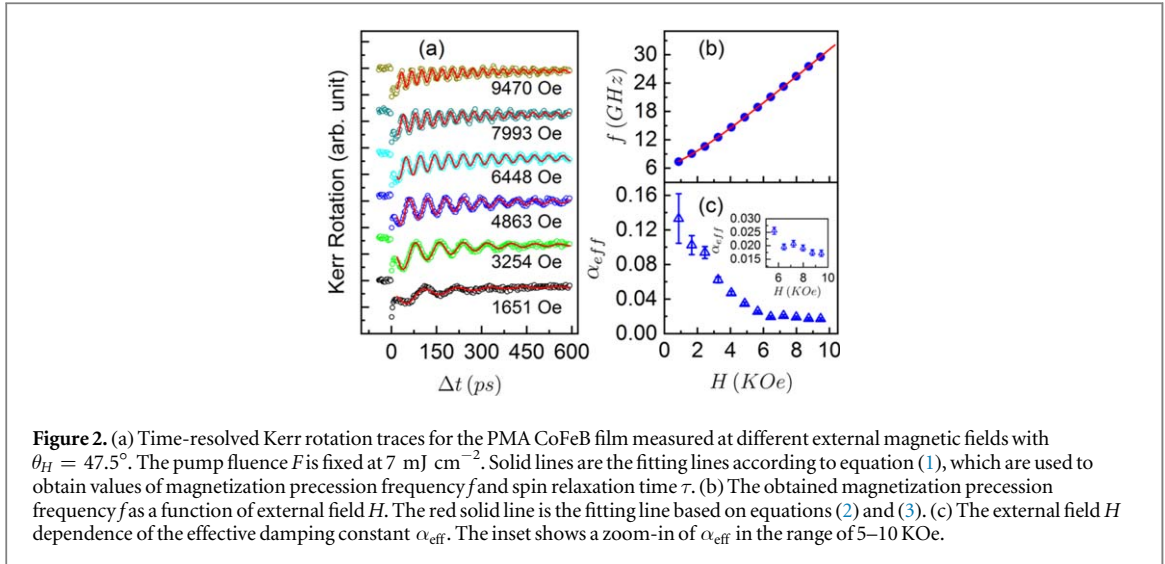 (a)
Kerr Rotation (arb. unit)
9470 Oe
7993 Oe
6448 Oe
4863 Oe
3254 Oe
1651 Oe
0 150 300 450 600
Δt (ps)
(b)
f (GHz)
30
24
18
12
6
(c)
α_eff
0.16
0.12
0.08
0.04
0.00
0 2 4 6 8 10
H (KOe)
α_eff
0.030
0.025
0.020
0.015
6 8 10
H (KOe)
Figure 2. (a) Time-resolved Kerr rotation traces for the PMA CoFeB film measured at different external magnetic fields with
θ_H = 47.5°. The pump fluence F is fixed at 7 mJ cm⁻². Solid lines are the fitting lines according to equation (1), which are used to
obtain values of magnetization precession frequency f and spin relaxation time τ. (b) The obtained magnetization precession
frequency f as a function of external field H. The red solid line is the fitting line based on equations (2) and (3). (c) The external field H
dependence of the effective damping constant α_eff. The inset shows a zoom-in of α_eff in the range of 5–10 KOe.